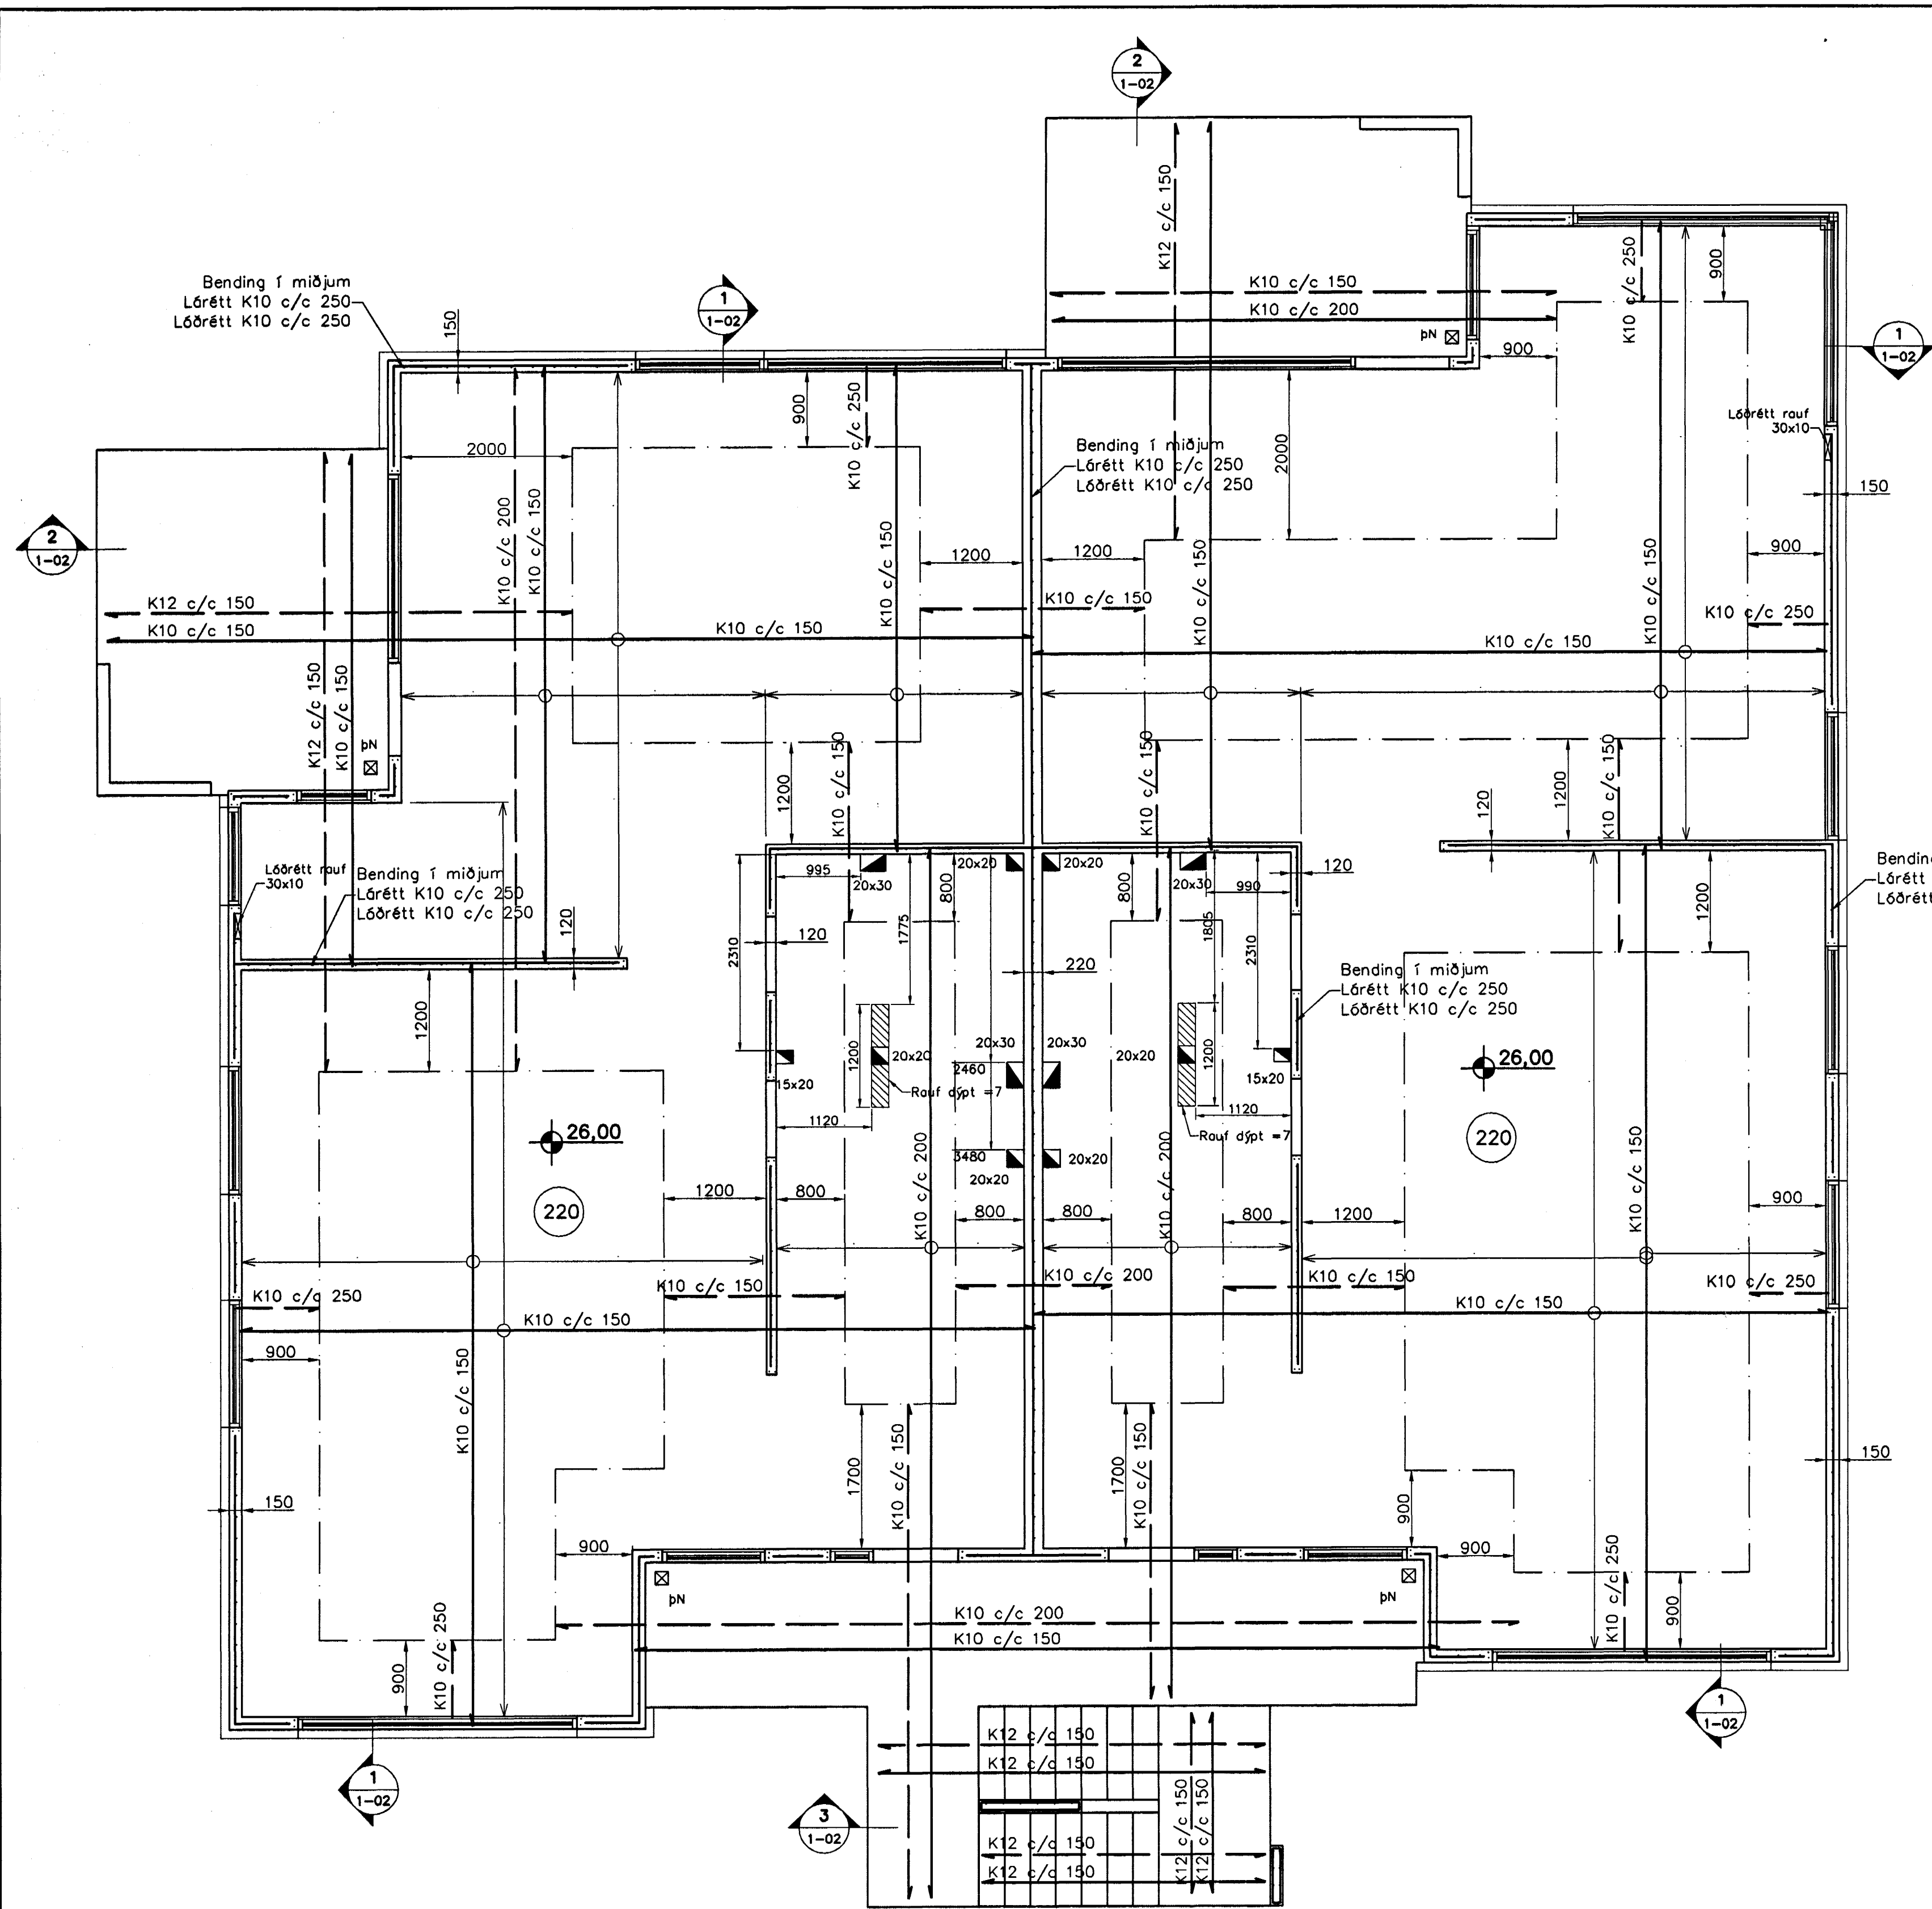 2
1-02
K12 c/c 150
K10 c/c 150
K10 c/c 200
þN
900
K10 c/c 250
900
1
1-02
Lóðrétt rauf
30x10
150
Bending í miðjum
Lárétt K10 c/c 250
Lóðrétt K10 c/c 250
150
1
1-02
900
K10 c/c 250
2000
K10 c/c 200
K10 c/c 150
K10 c/c 150
1200
Bending í miðjum
Lárétt K10 c/c 250
Lóðrétt K10 c/c 250
2000
1200
K10 c/c 150
K10 c/c 150
900
2
1-02
K12 c/c 150
K10 c/c 150
K10 c/c 150
K10 c/c 150
K10 c/c 250
K10 c/c 150
K12 c/c 150
K10 c/c 150
þN
1200
K10 c/c 150
K10 c/c 150
1200
K10 c/c 150
120
Lóðrétt rauf
30x10
Bending í miðjum
Lárétt K10 c/c 250
Lóðrétt K10 c/c 250
120
995
20x30
20x20
20x20
20x30
990
120
800
800
1775
1805
2310
2310
120
220
1200
1200
Bending
Lárétt
Lóðrétt
Bending í miðjum
Lárétt K10 c/c 250
Lóðrétt K10 c/c 250
1200
20x20
20x30
20x30
20x20
1200
15x20
2460
15x20
Rauf dýpt =7
1120
1120
Rauf dýpt =7
26,00
26,00
220
220
3480
20x20
20x20
K10 c/c 200
K10 c/c 200
K10 c/c 150
1200
800
800
800
800
1200
900
K10 c/c 250
K10 c/c 150
K10 c/c 200
K10 c/c 150
K10 c/c 250
K10 c/c 150
K10 c/c 150
900
K10 c/c 150
150
1700
K10 c/c 150
1700
K10 c/c 150
900
150
900
900
þN
þN
K10 c/c 200
K10 c/c 150
900
K10 c/c 250
K10 c/c 250
900
1
1-02
1
1-02
K12 c/c 150
K12 c/c 150
3
1-02
K12 c/c 150
K12 c/c 150
K12 c/c 150
K12 c/c 150